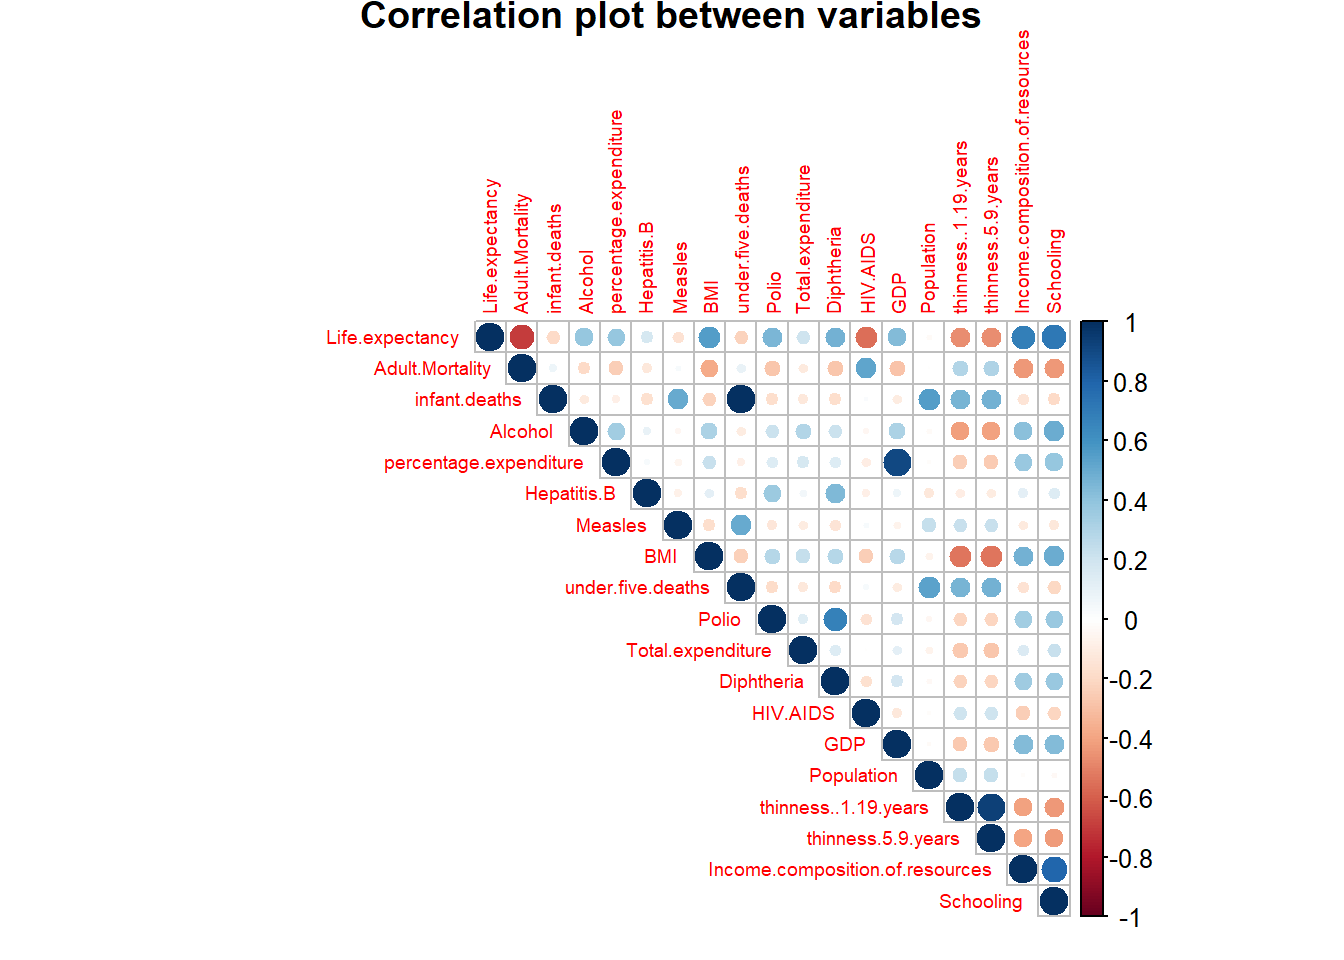 Correlation plot between variables
Life.expectancy
Adult.Mortality
infant.deaths
Alcohol
percentage.expenditure
Hepatitis.B
Measles
BMI
under.five.deaths
Polio
Total.expenditure
Diphtheria
HIV.AIDS
GDP
Population
thinness..1.19.years
thinness.5.9.years
Income.composition.of.resources
Schooling
Life.expectancy
Adult.Mortality
infant.deaths
Alcohol
percentage.expenditure
Hepatitis.B
Measles
BMI
under.five.deaths
Polio
Total.expenditure
Diphtheria
HIV.AIDS
GDP
Population
thinness..1.19.years
thinness.5.9.years
Income.composition.of.resources
Schooling
1
0.8
0.6
0.4
0.2
0
-0.2
-0.4
-0.6
-0.8
-1